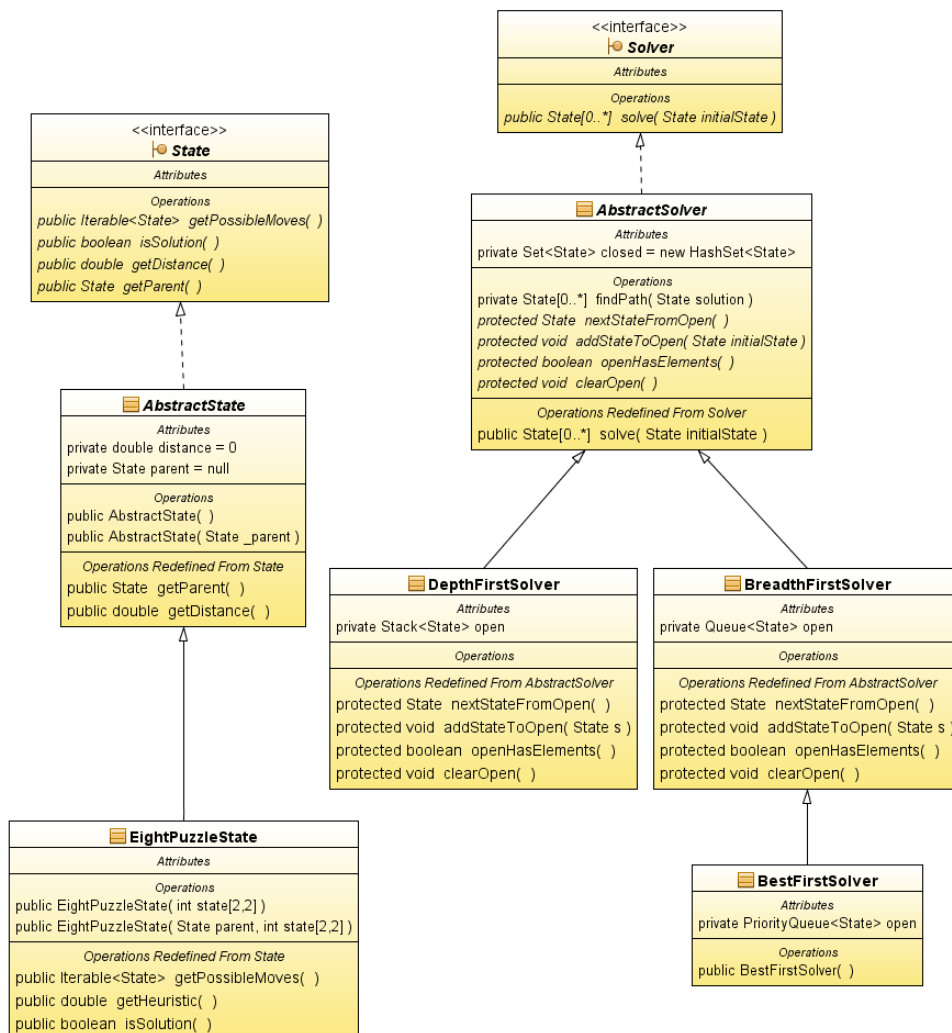 <<interface>>
Solver
Attributes
Operations
public State[0..*] solve( State initialState )
<<interface>>
State
Attributes
Operations
public Iterable<State> getPossibleMoves( )
public boolean isSolution( )
public double getDistance( )
public State getParent( )
AbstractSolver
Attributes
private Set<State> closed = new HashSet<State>
Operations
private State[0..*] findPath( State solution )
protected State nextStateFromOpen( )
protected void addStateToOpen( State initialState )
protected boolean openHasElements( )
protected void clearOpen( )
Operations Redefined From Solver
public State[0..*] solve( State initialState )
AbstractState
Attributes
private double distance = 0
private State parent = null
Operations
public AbstractState( )
public AbstractState( State _parent )
Operations Redefined From State
public State getParent( )
public double getDistance( )
DepthFirstSolver
Attributes
private Stack<State> open
Operations
Operations Redefined From AbstractSolver
protected State nextStateFromOpen( )
protected void addStateToOpen( State s )
protected boolean openHasElements( )
protected void clearOpen( )
BreadthFirstSolver
Attributes
private Queue<State> open
Operations
Operations Redefined From AbstractSolver
protected State nextStateFromOpen( )
protected void addStateToOpen( State s )
protected boolean openHasElements( )
protected void clearOpen( )
EightPuzzleState
Attributes
Operations
public EightPuzzleState( int state[2,2] )
public EightPuzzleState( State parent, int state[2,2] )
Operations Redefined From State
public Iterable<State> getPossibleMoves( )
public double getHeuristic( )
public boolean isSolution( )
BestFirstSolver
Attributes
private PriorityQueue<State> open
Operations
public BestFirstSolver( )